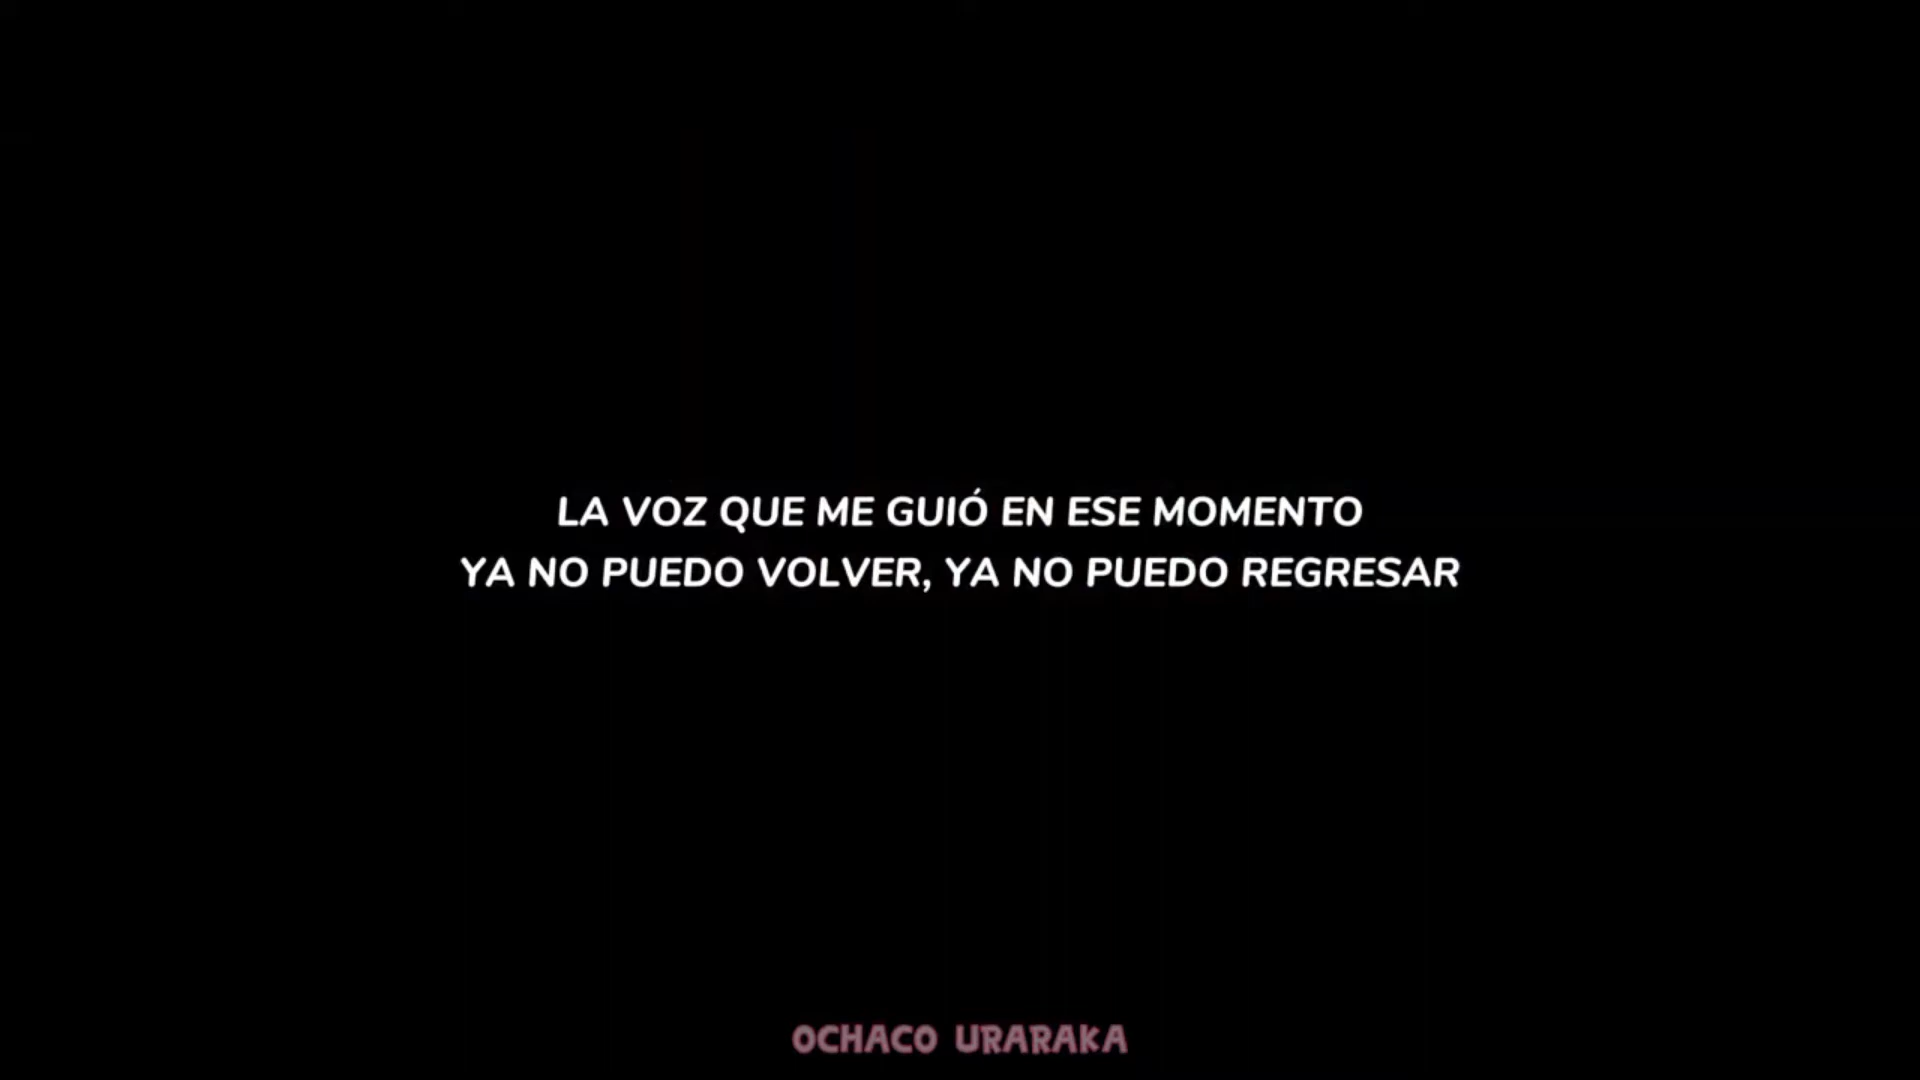 LA VOZ QUE ME GUIÓ EN ESE MOMENTO
YA NO PUEDO VOLVER, YA NO PUEDO REGRESAR
OCHACO URARAKA